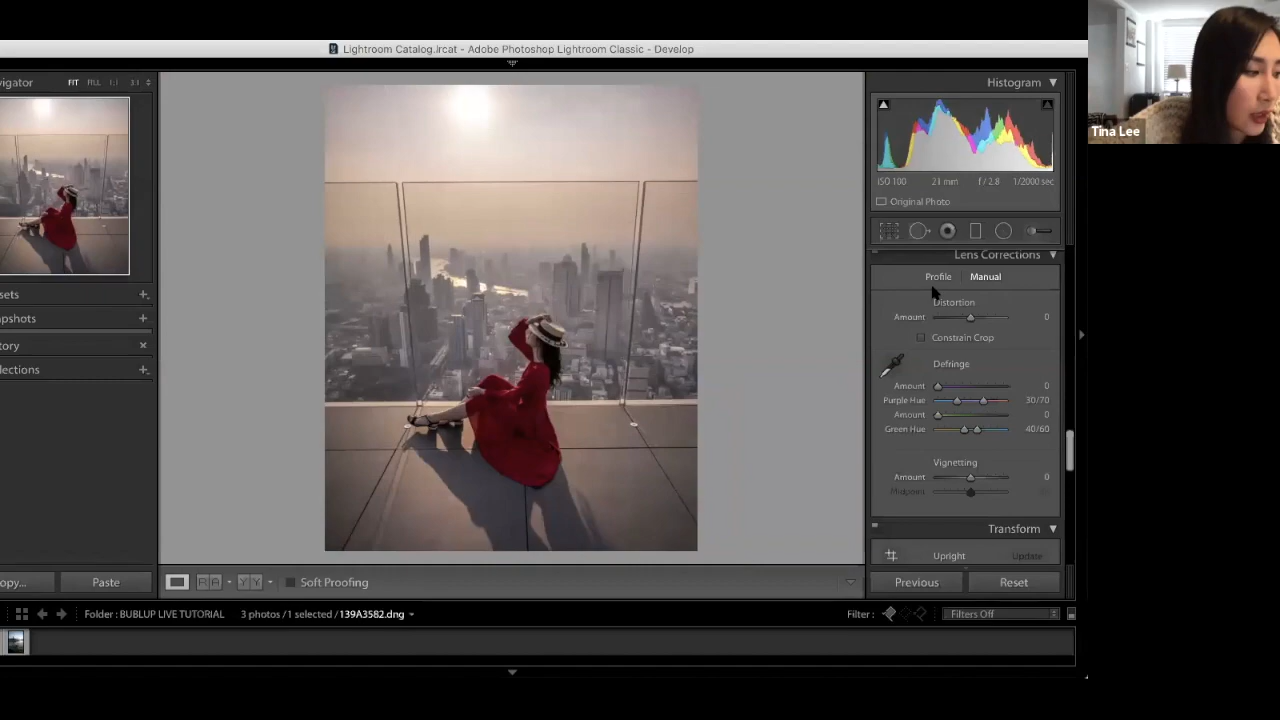 Lightroom Catalog.lrcat - Adobe Photoshop Lightroom Classic - Develop
Tina Lee
vigator FIT FILL 1:1 3:1
Histogram
ISO 100 21 mm f / 2.8 1/2000 sec
Original Photo
Lens Corrections
Profile Manual
Distortion
Amount 0
Constrain Crop
Defringe
Amount 0
Purple Hue 30/70
Amount 0
Green Hue 40/60
Vignetting
Amount 0
Midpoint
Transform
Upright Update
sets
apshots
tory
llections
opy... Paste
Soft Proofing
Previous Reset
Folder : BUBLUP LIVE TUTORIAL 3 photos / 1 selected / 139A3582.dng
Filter : Filters Off